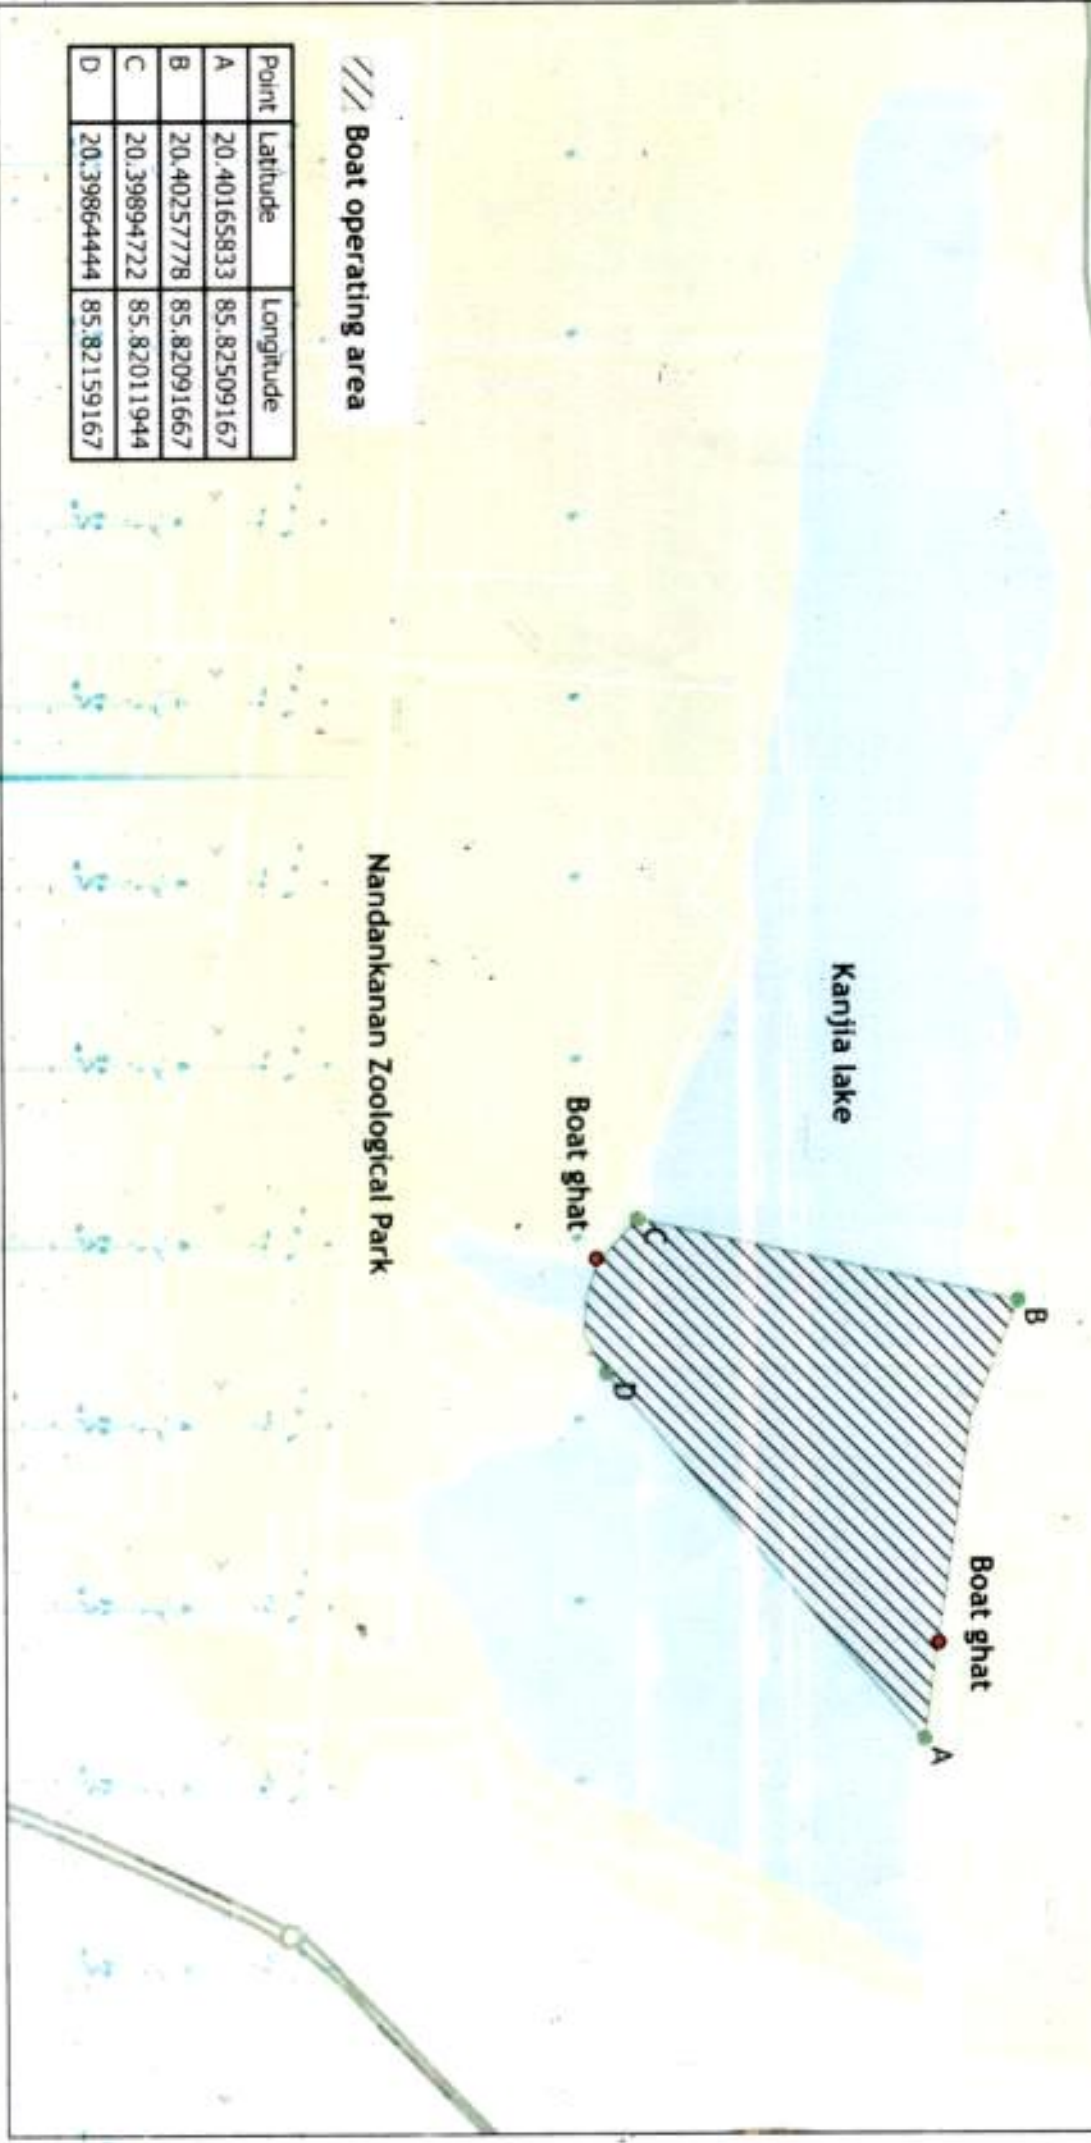 B
Boat ghat
A
Kanjia lake
C
Boat ghat
D
Nandankanan Zoological Park
Boat operating area
Point Latitude Longitude
A 20.40165833 85.82509167
B 20.40257778 85.82091667
C 20.39894722 85.82011944
D 20.39864444 85.82159167